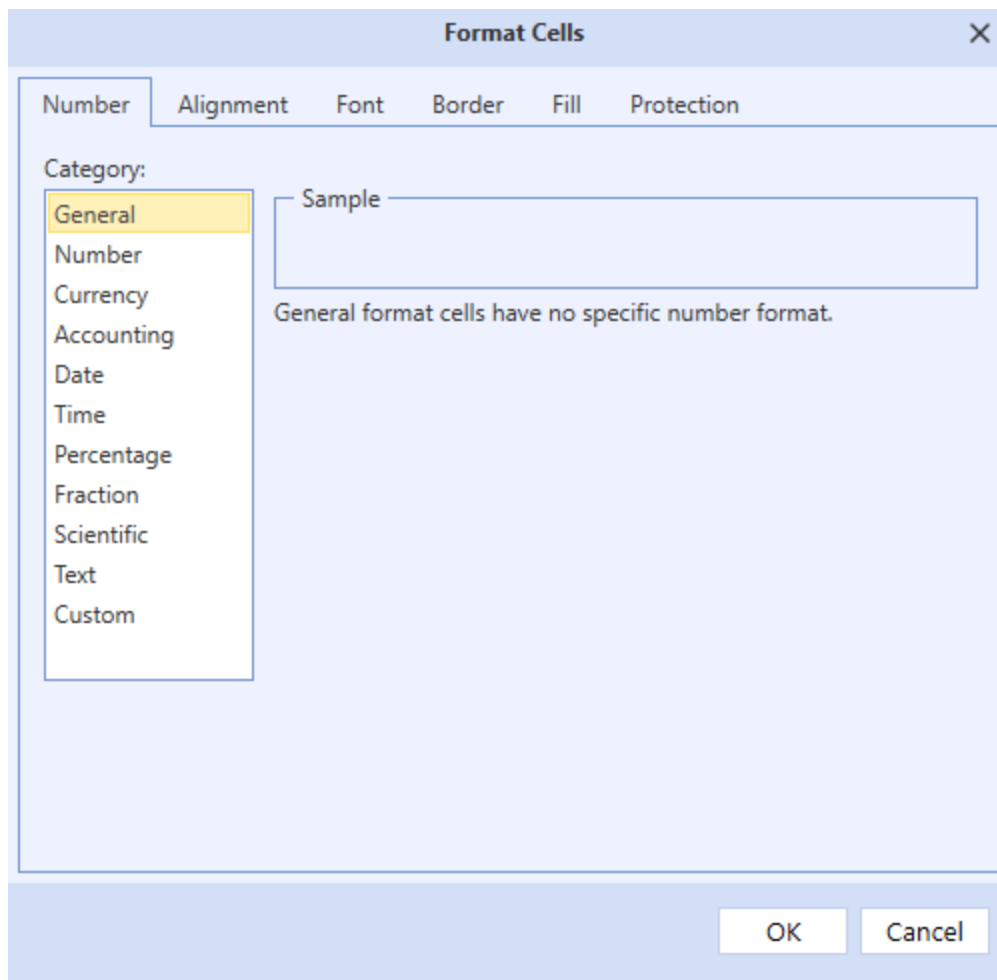 Format Cells
Number Alignment Font Border Fill Protection
Category:
General
Number
Currency
Accounting
Date
Time
Percentage
Fraction
Scientific
Text
Custom
Sample
General format cells have no specific number format.
OK Cancel